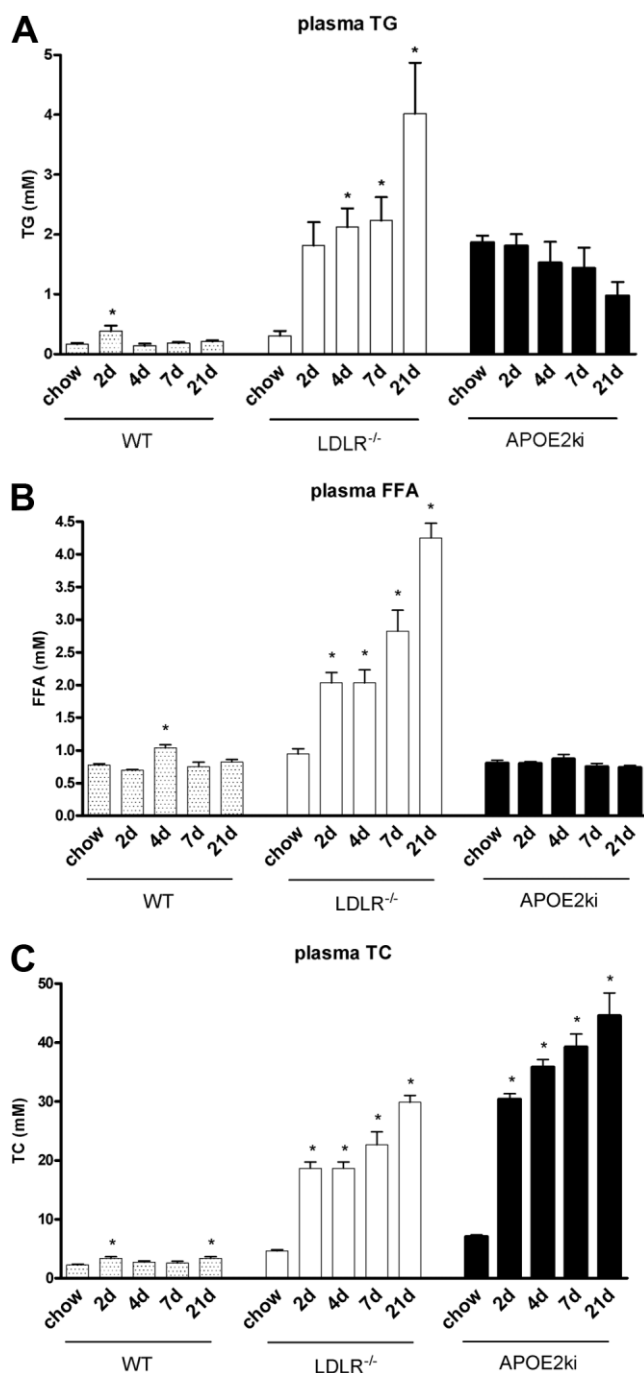 A
plasma TG
TG (mM)
5
4
3
2
1
0
*
*
*
*
chow 2d 4d 7d 21d chow 2d 4d 7d 21d chow 2d 4d 7d 21d
WT LDLR-/- APOE2ki
B
plasma FFA
FFA (mM)
4.5
4.0
3.5
3.0
2.5
2.0
1.5
1.0
0.5
0.0
*
*
*
*
*
chow 2d 4d 7d 21d chow 2d 4d 7d 21d chow 2d 4d 7d 21d
WT LDLR-/- APOE2ki
C
plasma TC
TC (mM)
50
40
30
20
10
0
* *
* * * *
* * * *
chow 2d 4d 7d 21d chow 2d 4d 7d 21d chow 2d 4d 7d 21d
WT LDLR-/- APOE2ki